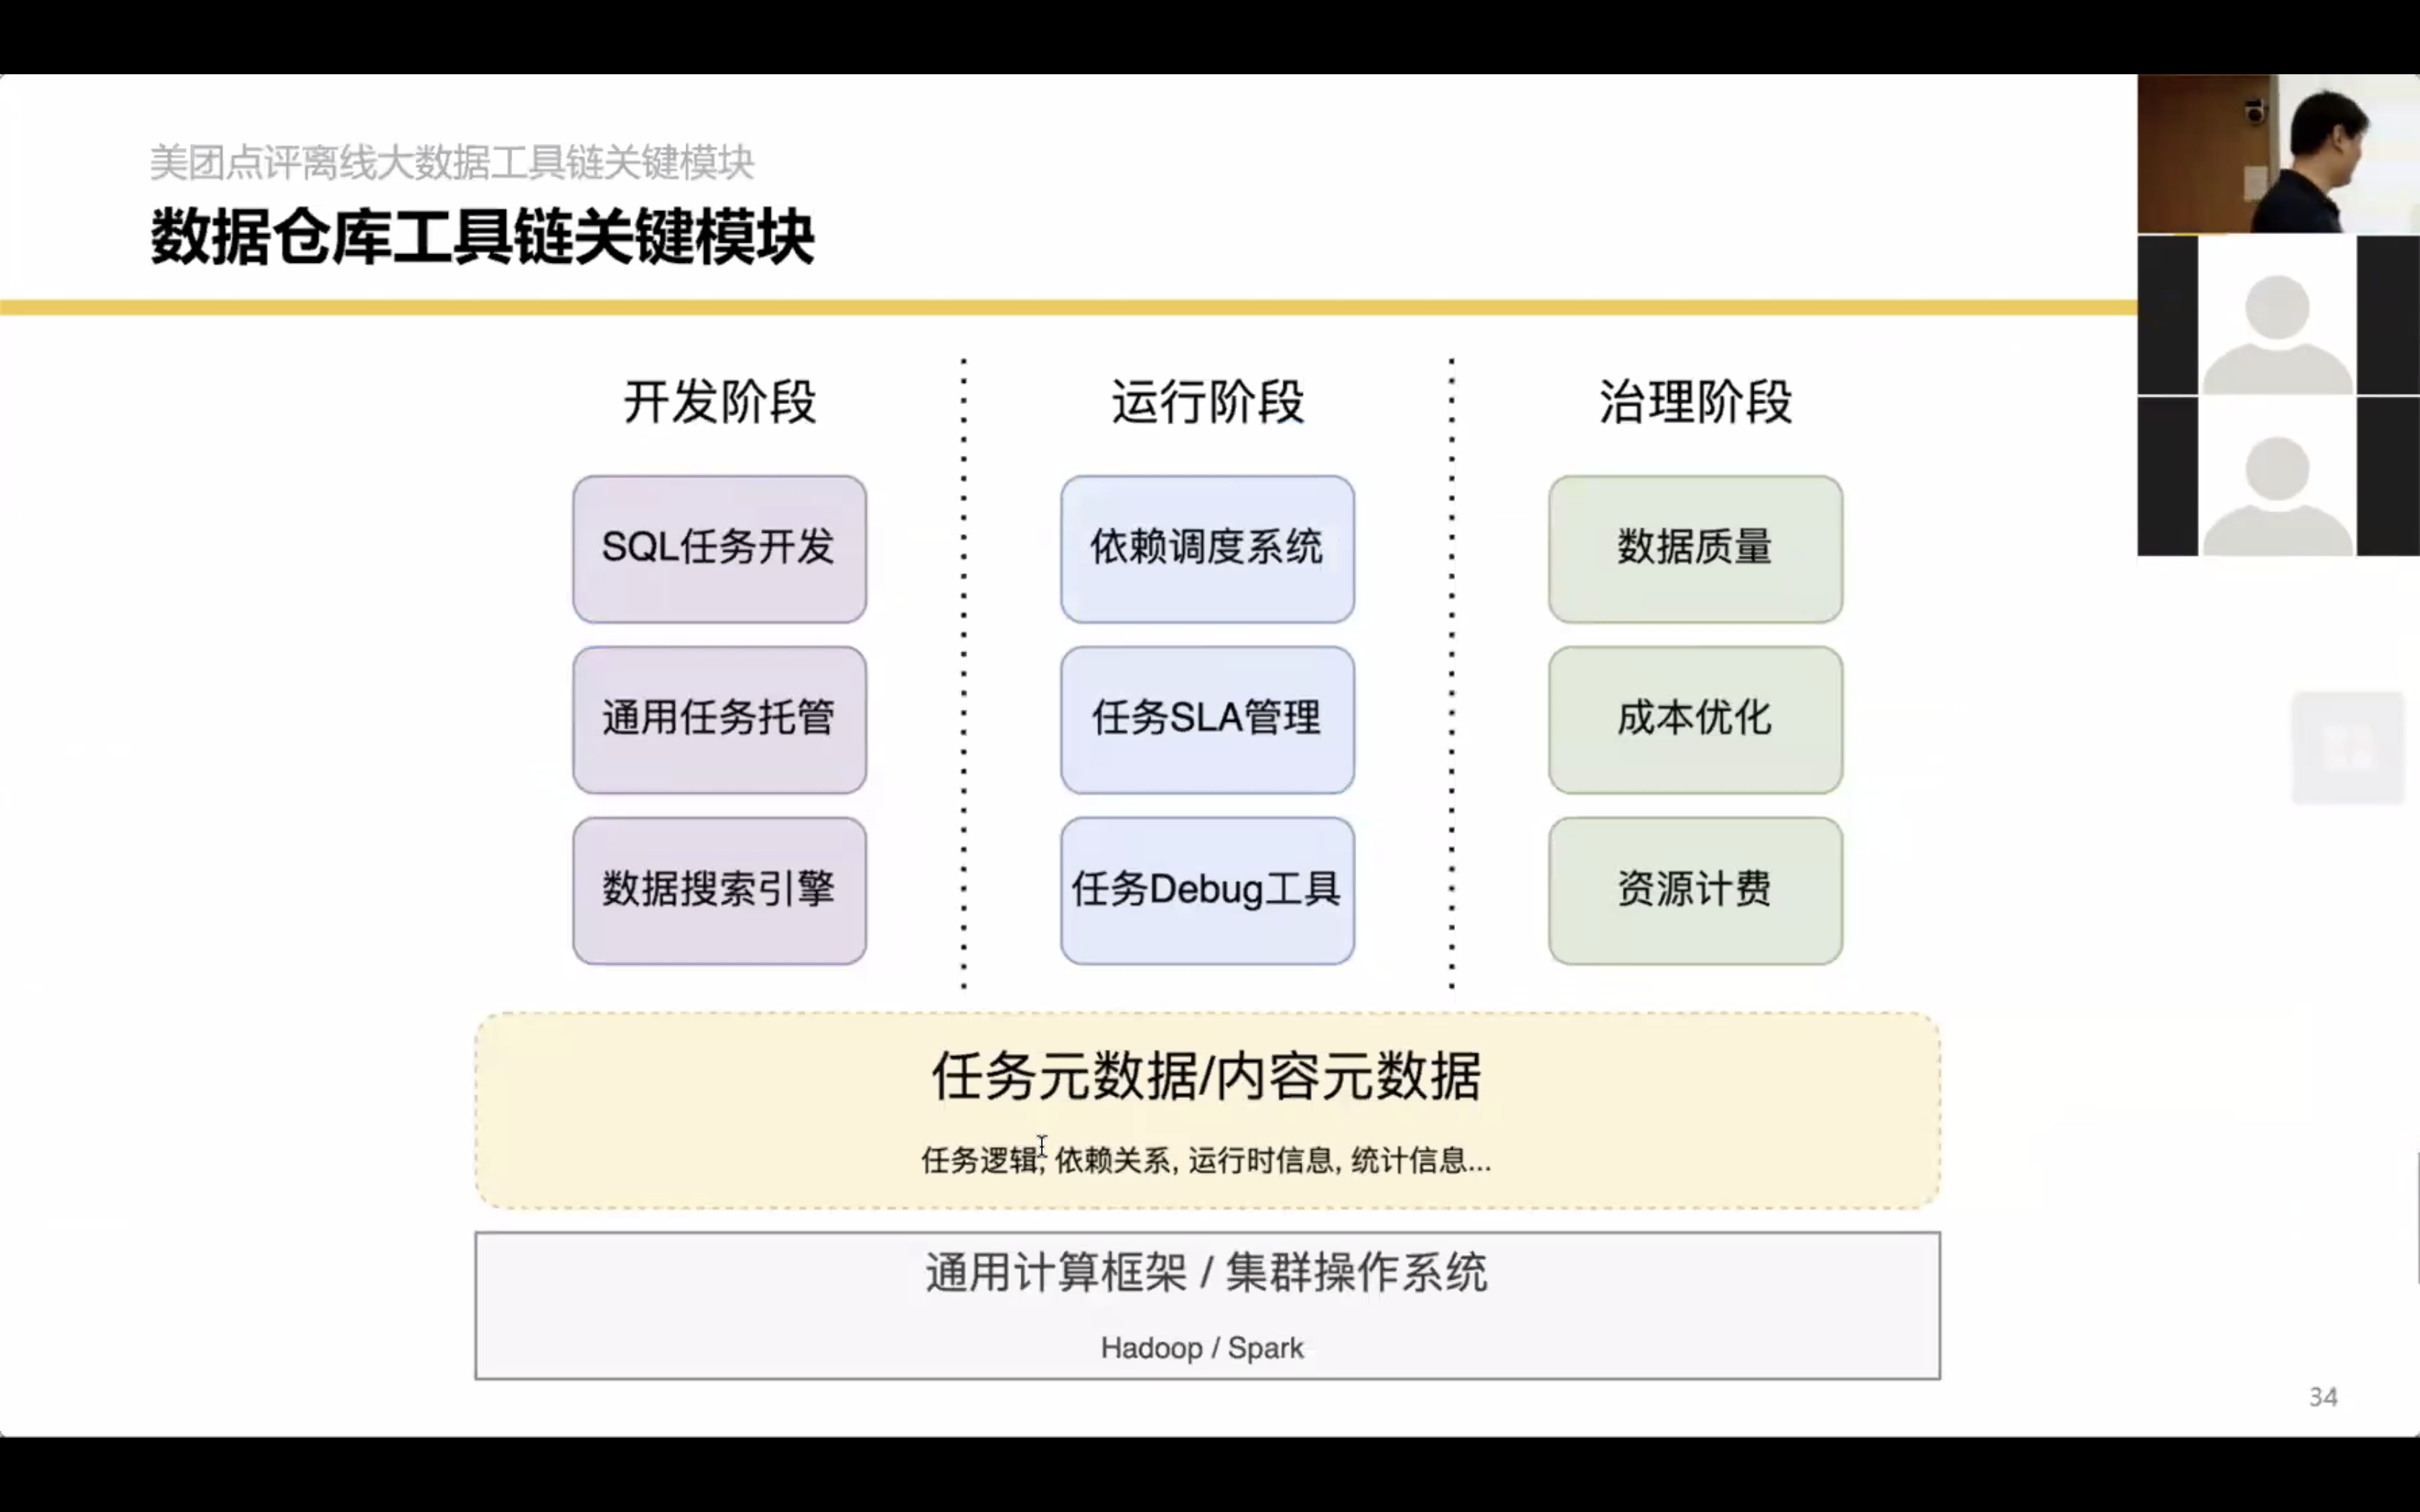 美团点评离线大数据工具链关键模块
数据仓库工具链关键模块
开发阶段
SQL任务开发
通用任务托管
数据搜索引擎
运行阶段
依赖调度系统
任务SLA管理
任务Debug工具
治理阶段
数据质量
成本优化
资源计费
任务元数据/内容元数据
任务逻辑, 依赖关系, 运行时信息, 统计信息...
通用计算框架 / 集群操作系统
Hadoop / Spark
34